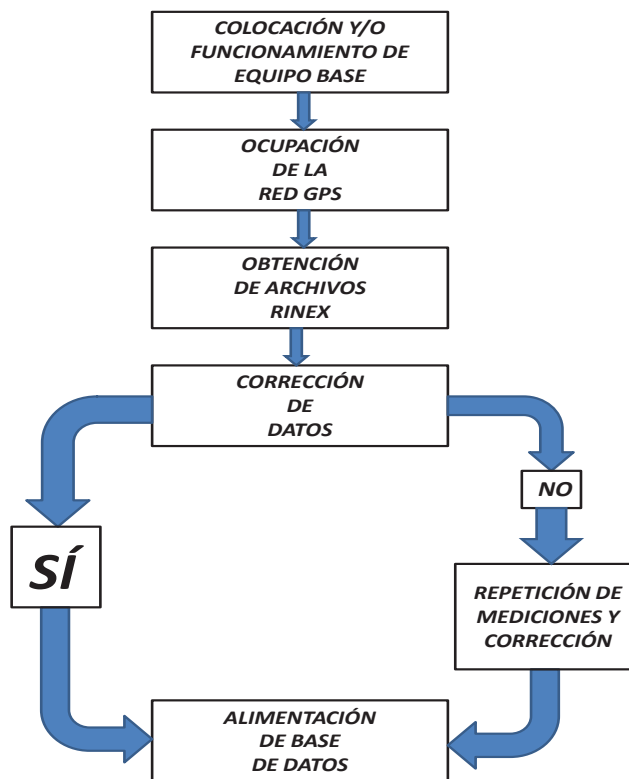 COLOCACIÓN Y/O
FUNCIONAMIENTO DE
EQUIPO BASE
OCUPACIÓN
DE LA
RED GPS
OBTENCIÓN
DE ARCHIVOS
RINEX
CORRECCIÓN
DE
DATOS
NO
SÍ
REPETICIÓN DE
MEDICIONES Y
CORRECCIÓN
ALIMENTACIÓN
DE BASE
DE DATOS